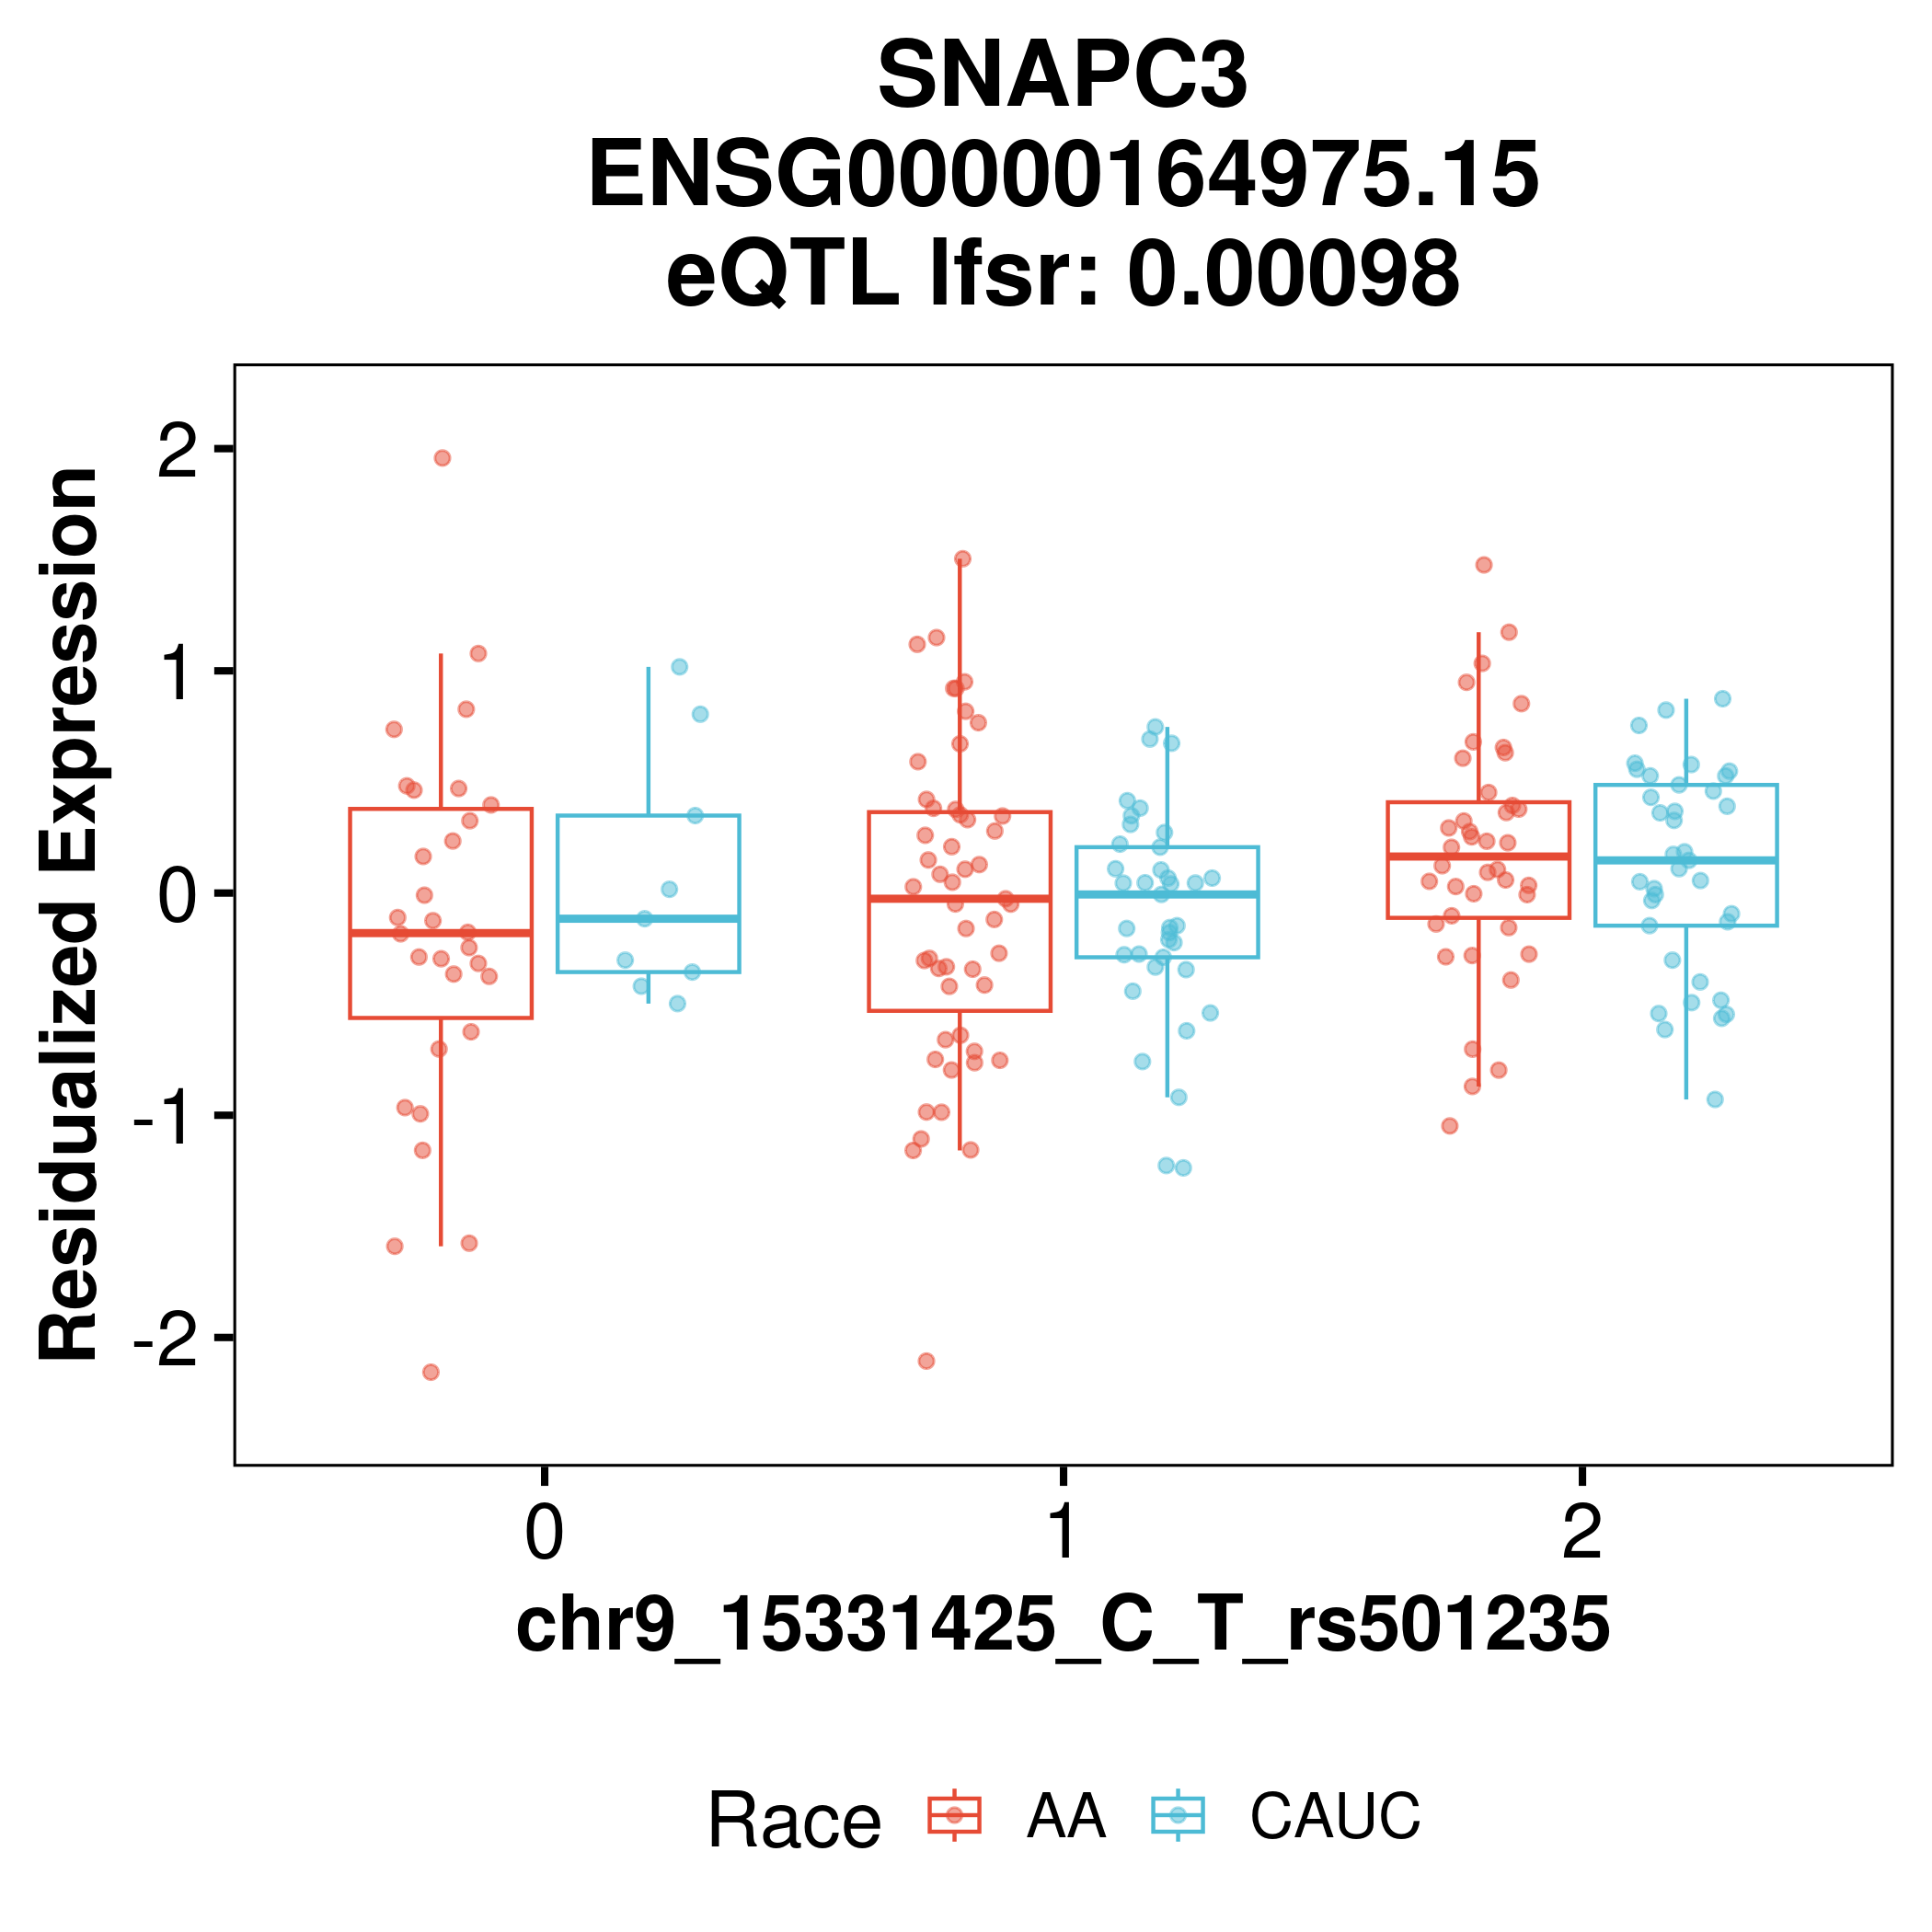 SNAPC3
ENSG00000164975.15
eQTL lfsr: 0.00098
Residualized Expression
2
1
0
-1
-2
0 1 2
chr9_15331425_C_T_rs501235
Race AA CAUC